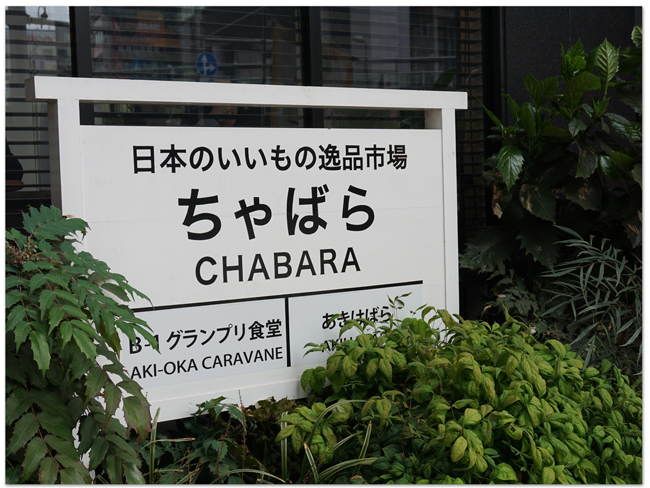 日本のいいもの逸品市場
ちゃばら
CHABARA
B-1グランプリ食堂
AKI-OKA CARAVANE
あきはばら